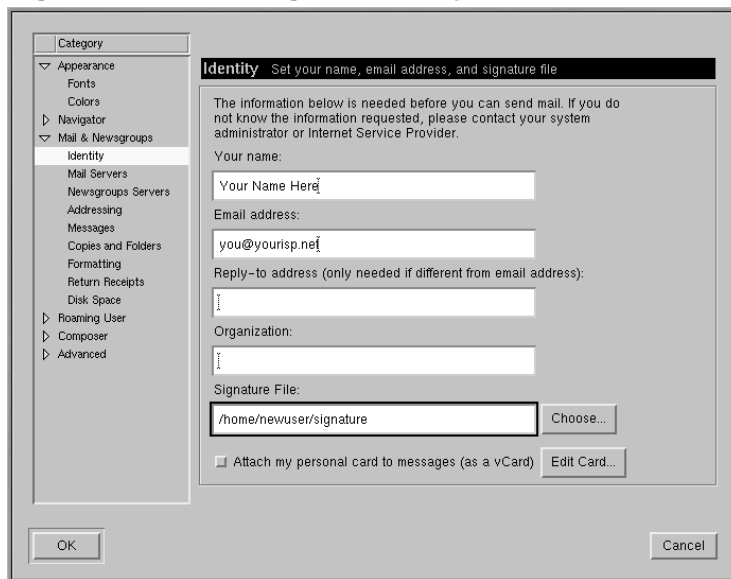 Category
Appearance
Fonts
Colors
Navigator
Mail & Newsgroups
Identity
Mail Servers
Newsgroups Servers
Addressing
Messages
Copies and Folders
Formatting
Return Receipts
Disk Space
Roaming User
Composer
Advanced
Identity Set your name, email address, and signature file
The information below is needed before you can send mail. If you do
not know the information requested, please contact your system
administrator or Internet Service Provider.
Your name:
Your Name Here
Email address:
you@yourisp.net
Reply-to address (only needed if different from email address):
Organization:
Signature File:
/home/newuser/signature
Choose...
Attach my personal card to messages (as a vCard)
Edit Card...
OK
Cancel